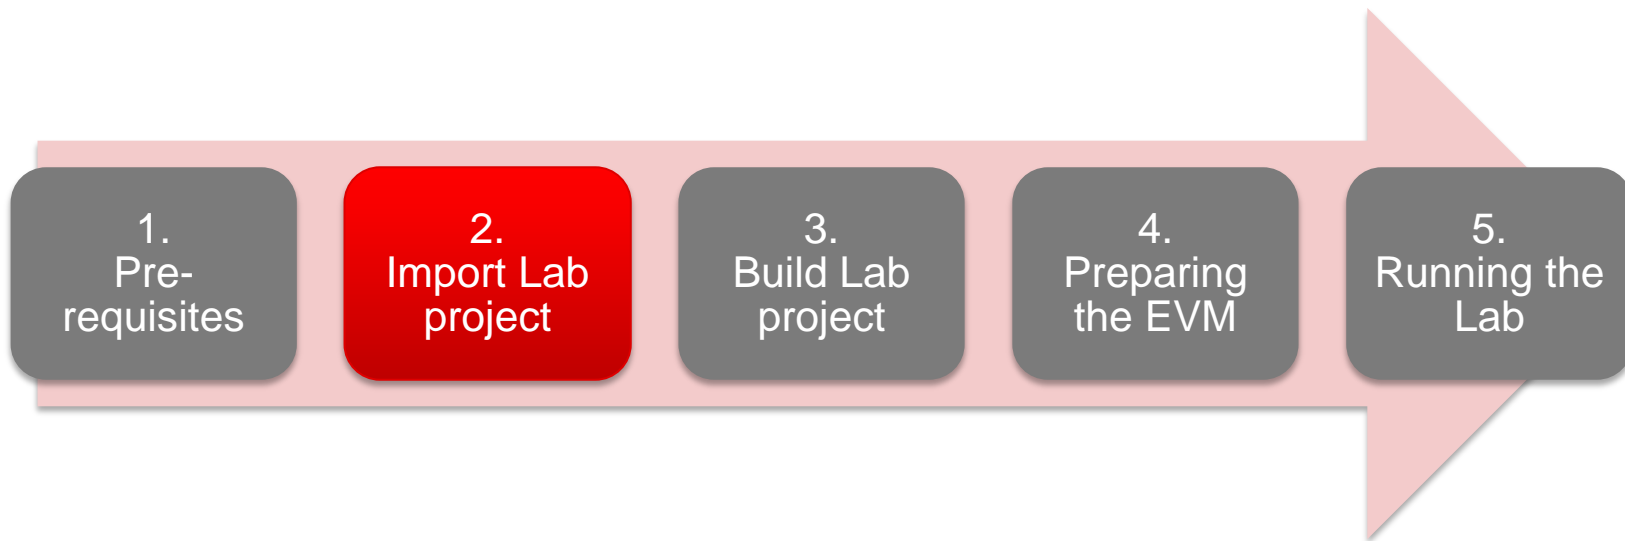 1.
Pre-
requisites
2.
Import Lab
project
3.
Build Lab
project
4.
Preparing
the EVM
5.
Running the
Lab